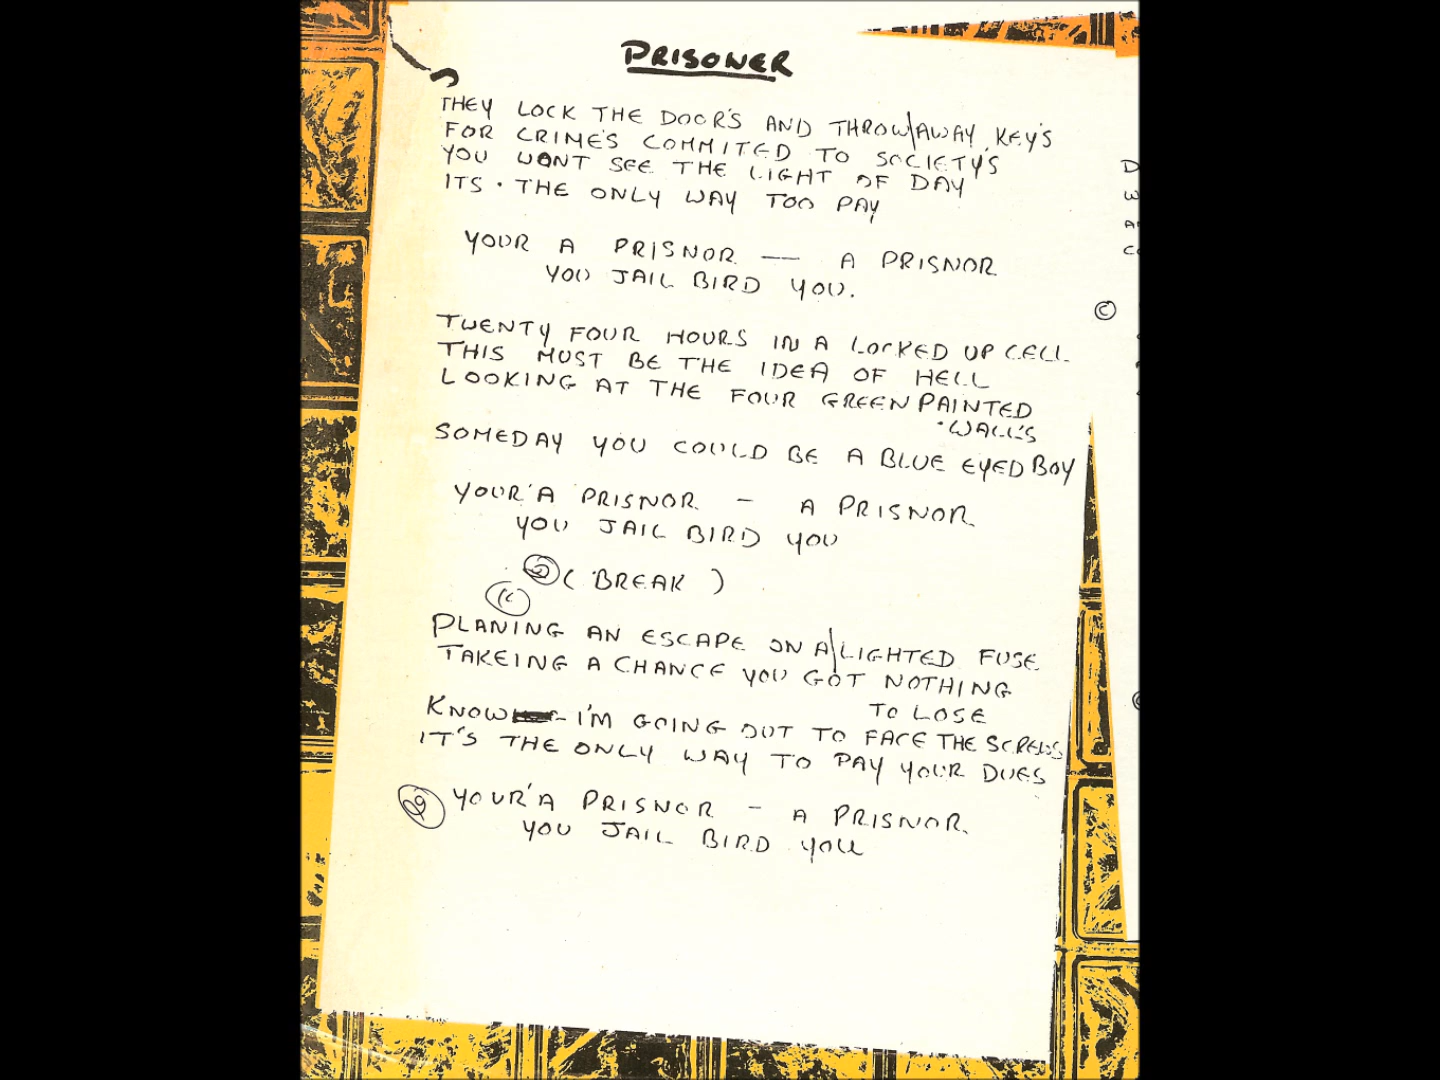 PRISONER
THEY LOCK THE DOOR'S AND THROW/AWAY KEY'S
FOR CRIME'S COMMITED TO SOCIETY'S
YOU WONT SEE THE LIGHT OF DAY
ITS · THE ONLY WAY TOO PAY
YOUR A PRISNOR — A PRISNOR
YOU JAIL BIRD YOU.
TWENTY FOUR HOURS IN A LOCKED UP CELL
THIS MUST BE THE IDEA OF HELL
LOOKING AT THE FOUR GREEN PAINTED
WALL'S
SOMEDAY YOU COULD BE A BLUE EYED BOY
YOUR'A PRISNOR - A PRISNOR
YOU JAIL BIRD YOU
( BREAK )
PLANING AN ESCAPE ON A/LIGHTED FUSE
TAKEING A CHANCE YOU GOT NOTHING
TO LOSE
KNOW - I'M GOING OUT TO FACE THE SCREWS
IT'S THE ONLY WAY TO PAY YOUR DUES
YOUR'A PRISNOR - A PRISNOR.
YOU JAIL BIRD YOU
D
W
A
C
©